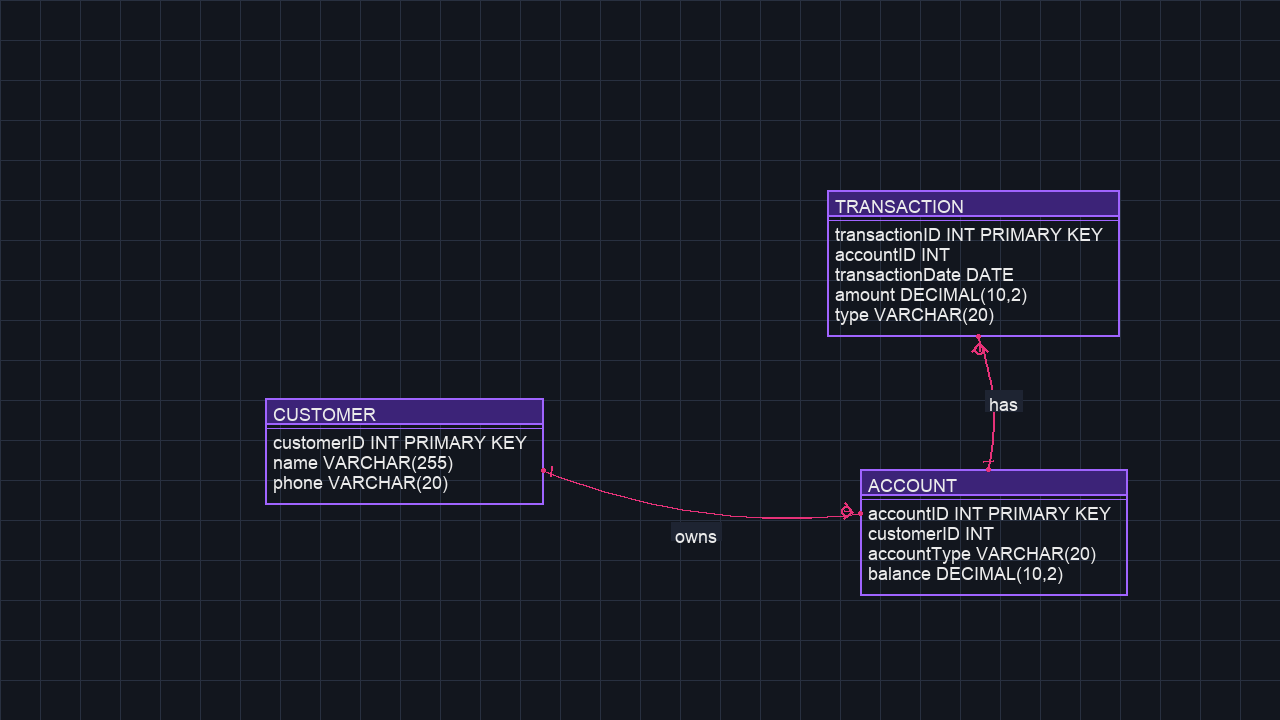 TRANSACTION
transactionID INT PRIMARY KEY
accountID INT
transactionDate DATE
amount DECIMAL(10,2)
type VARCHAR(20)
has
CUSTOMER
customerID INT PRIMARY KEY
name VARCHAR(255)
phone VARCHAR(20)
owns
ACCOUNT
accountID INT PRIMARY KEY
customerID INT
accountType VARCHAR(20)
balance DECIMAL(10,2)